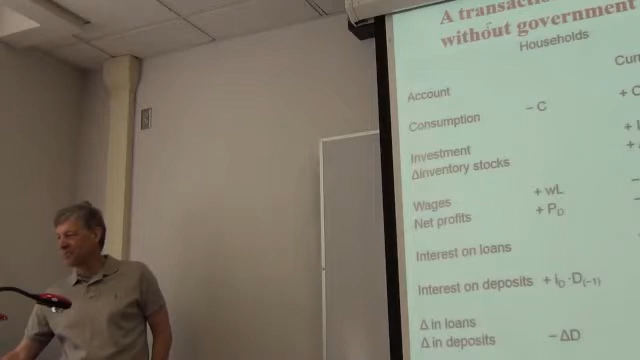 A transaction
without government
Households
Account
Consumption − C + C
Investment
Δinventory stocks
Wages + wL
Net profits + P_D
Interest on loans
Interest on deposits + i_D·D_(−1)
Δ in loans
Δ in deposits − ΔD